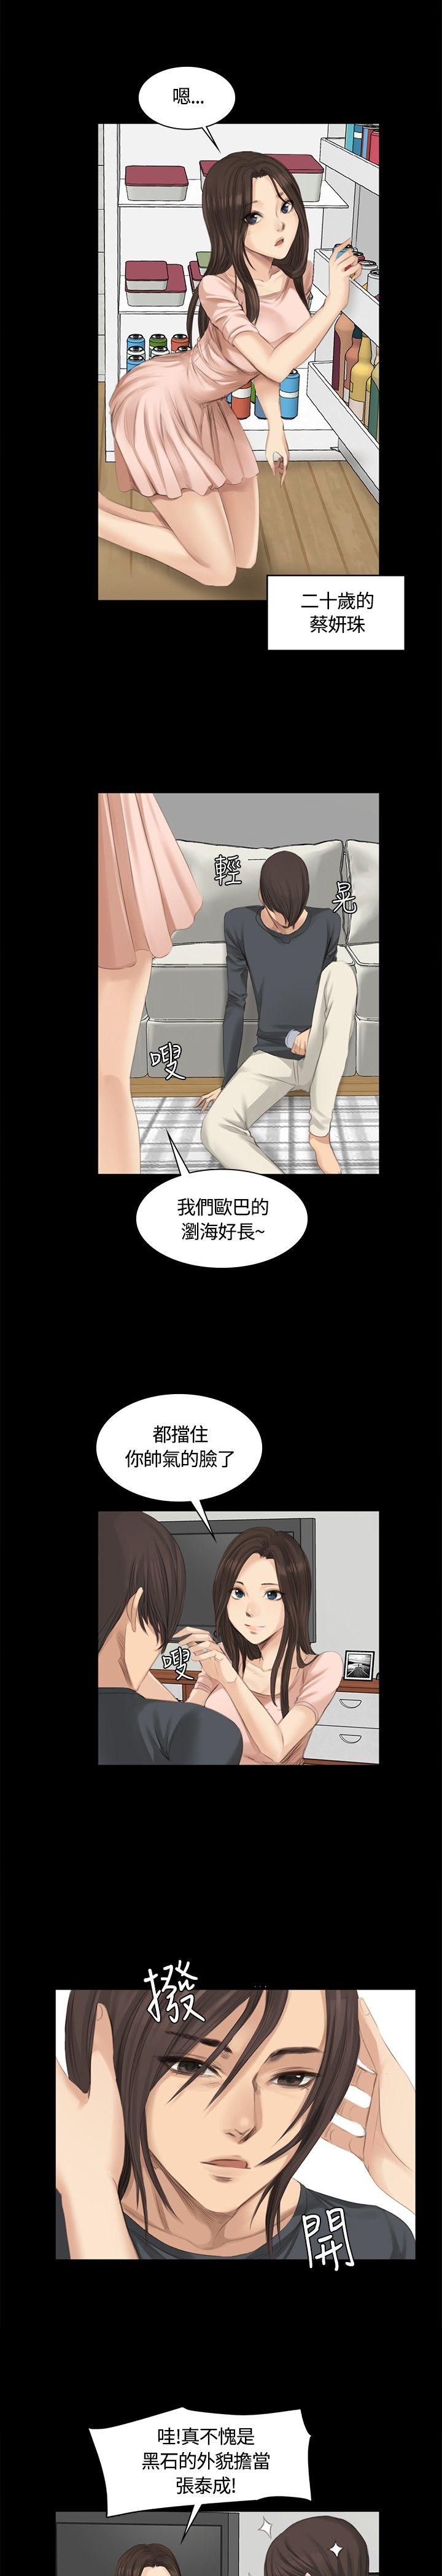 嗯...
二十歲的
蔡妍珠
輕
晃
嗖
我們歐巴的
瀏海好長~
都擋住
你帥氣的臉了
嗖
撥
開
哇!真不愧是
黑石的外貌擔當
張泰成!